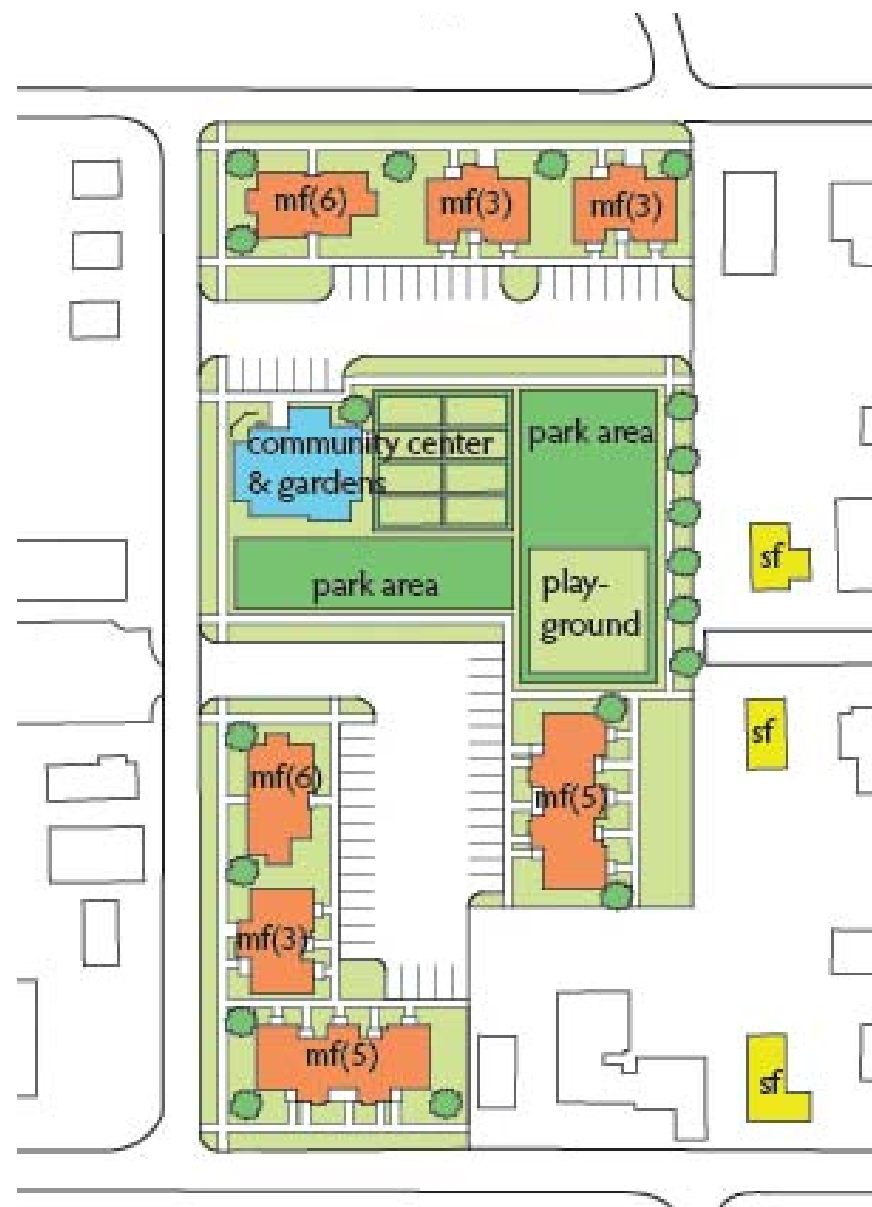 mf(6)
mf(3)
mf(3)
community center
& gardens
park area
park area
play-
ground
sf
sf
mf(6)
mf(5)
mf(3)
mf(5)
sf